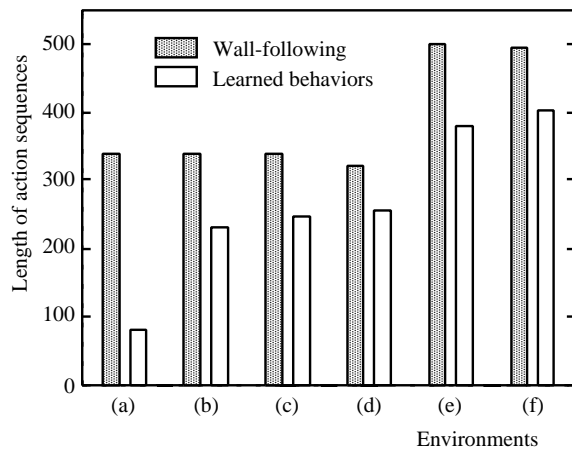 Length of action sequences
500
400
300
200
100
0
Wall-following
Learned behaviors
(a) (b) (c) (d) (e) (f)
Environments